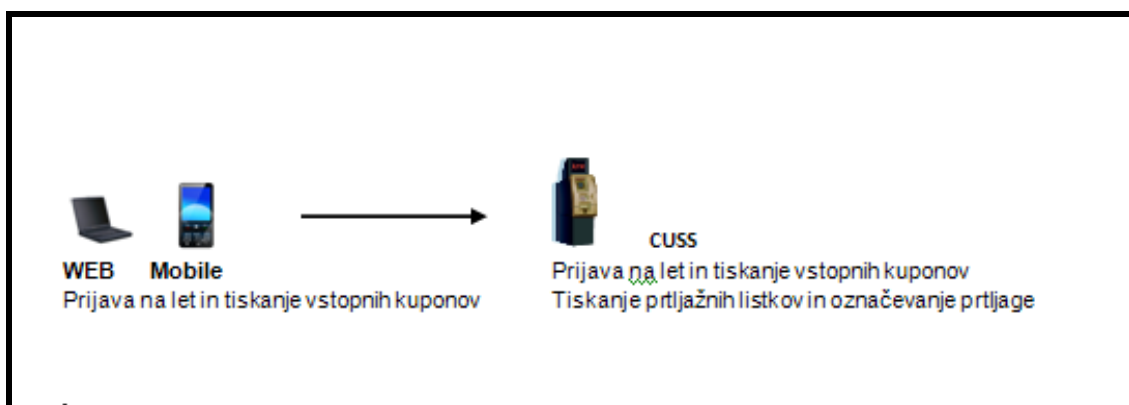 CUSS
WEB Mobile
Prijava na let in tiskanje vstopnih kuponov
Prijava na let in tiskanje vstopnih kuponov
Tiskanje prtljažnih listkov in označevanje prtljage